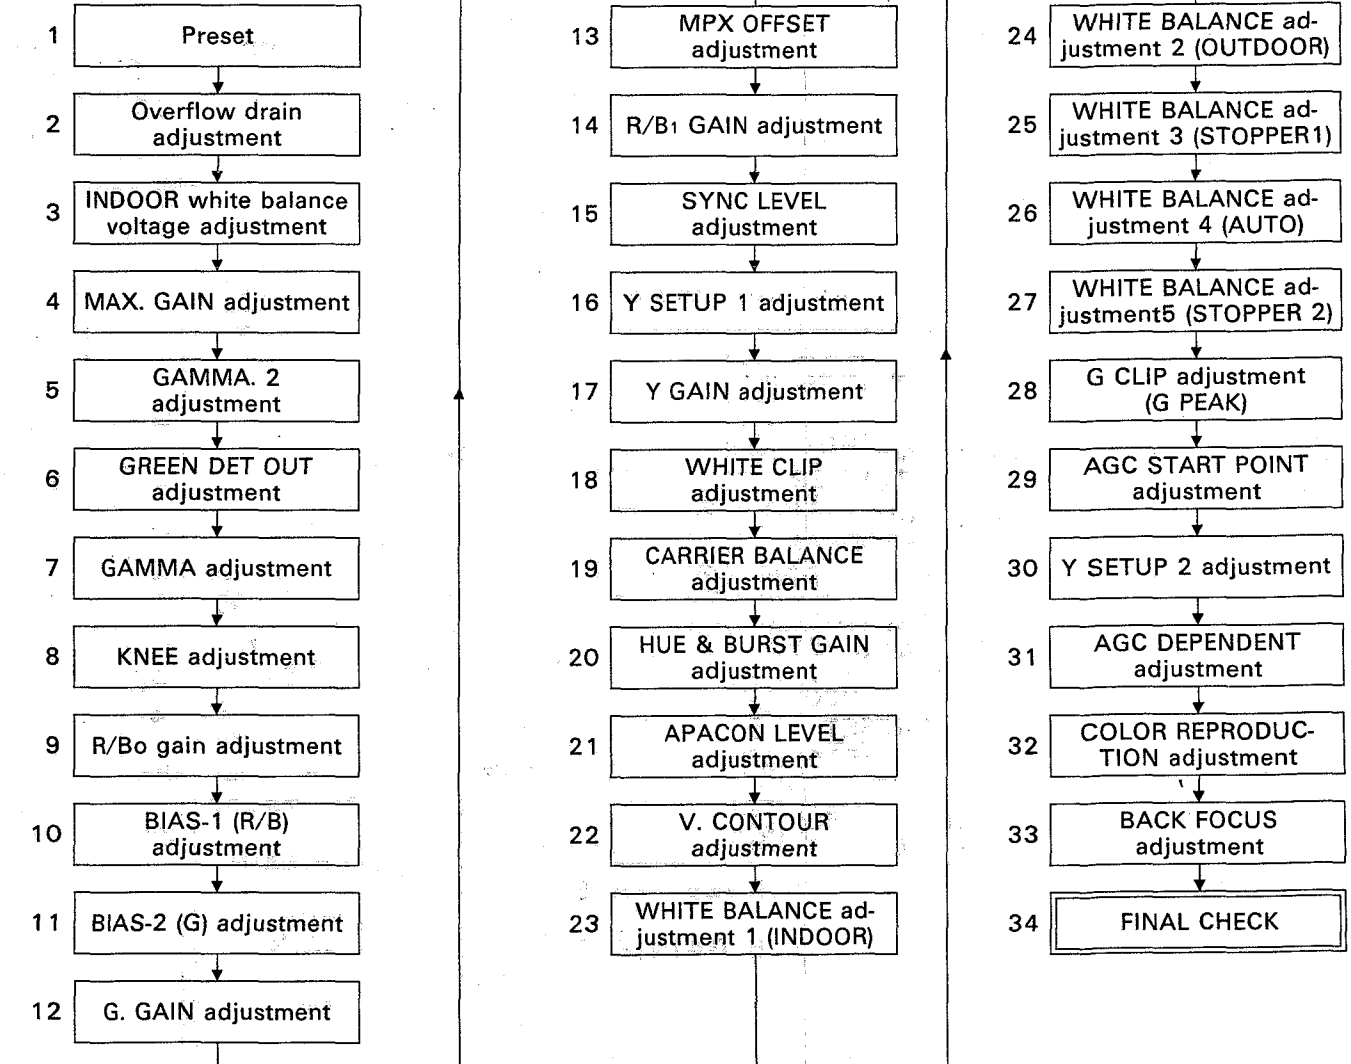 1
Preset
2
Overflow drain
adjustment
3
INDOOR white balance
voltage adjustment
4
MAX. GAIN adjustment
5
GAMMA. 2
adjustment
6
GREEN DET OUT
adjustment
7
GAMMA adjustment
8
KNEE adjustment
9
R/Bo gain adjustment
10
BIAS-1 (R/B)
adjustment
11
BIAS-2 (G) adjustment
12
G. GAIN adjustment
13
MPX OFFSET
adjustment
14
R/B1 GAIN adjustment
15
SYNC LEVEL
adjustment
16
Y SETUP 1 adjustment
17
Y GAIN adjustment
18
WHITE CLIP
adjustment
19
CARRIER BALANCE
adjustment
20
HUE & BURST GAIN
adjustment
21
APACON LEVEL
adjustment
22
V. CONTOUR
adjustment
23
WHITE BALANCE ad-
justment 1 (INDOOR)
24
WHITE BALANCE ad-
justment 2 (OUTDOOR)
25
WHITE BALANCE ad-
justment 3 (STOPPER1)
26
WHITE BALANCE ad-
justment 4 (AUTO)
27
WHITE BALANCE ad-
justment5 (STOPPER 2)
28
G CLIP adjustment
(G PEAK)
29
AGC START POINT
adjustment
30
Y SETUP 2 adjustment
31
AGC DEPENDENT
adjustment
32
COLOR REPRODUC-
TION adjustment
33
BACK FOCUS
adjustment
34
FINAL CHECK